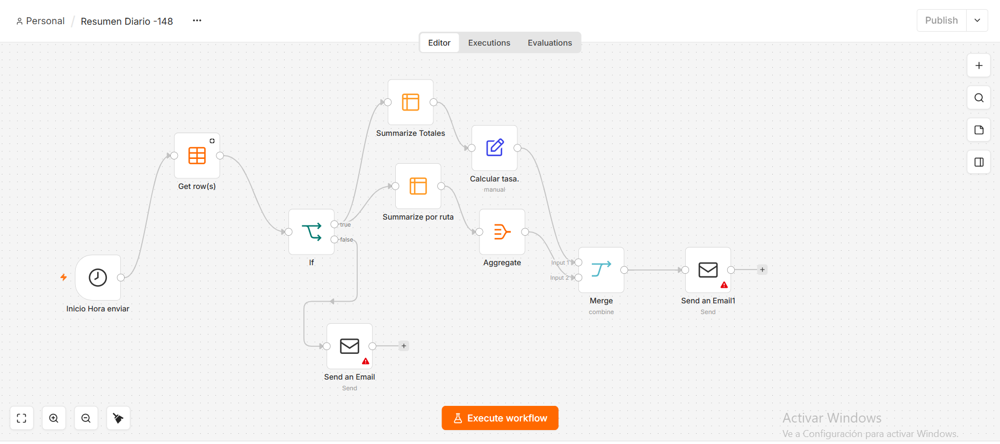 Personal / Resumen Diario -148 ...
Publish
Editor Executions Evaluations
Summarize Totales
Calcular tasa.
manual
Get row(s)
Summarize por ruta
true
false
If
Aggregate
Input 1
Input 2
Merge
combine
Send an Email1
Send
Inicio Hora enviar
Send an Email
Send
Execute workflow
Activar Windows
Ve a Configuración para activar Windows.